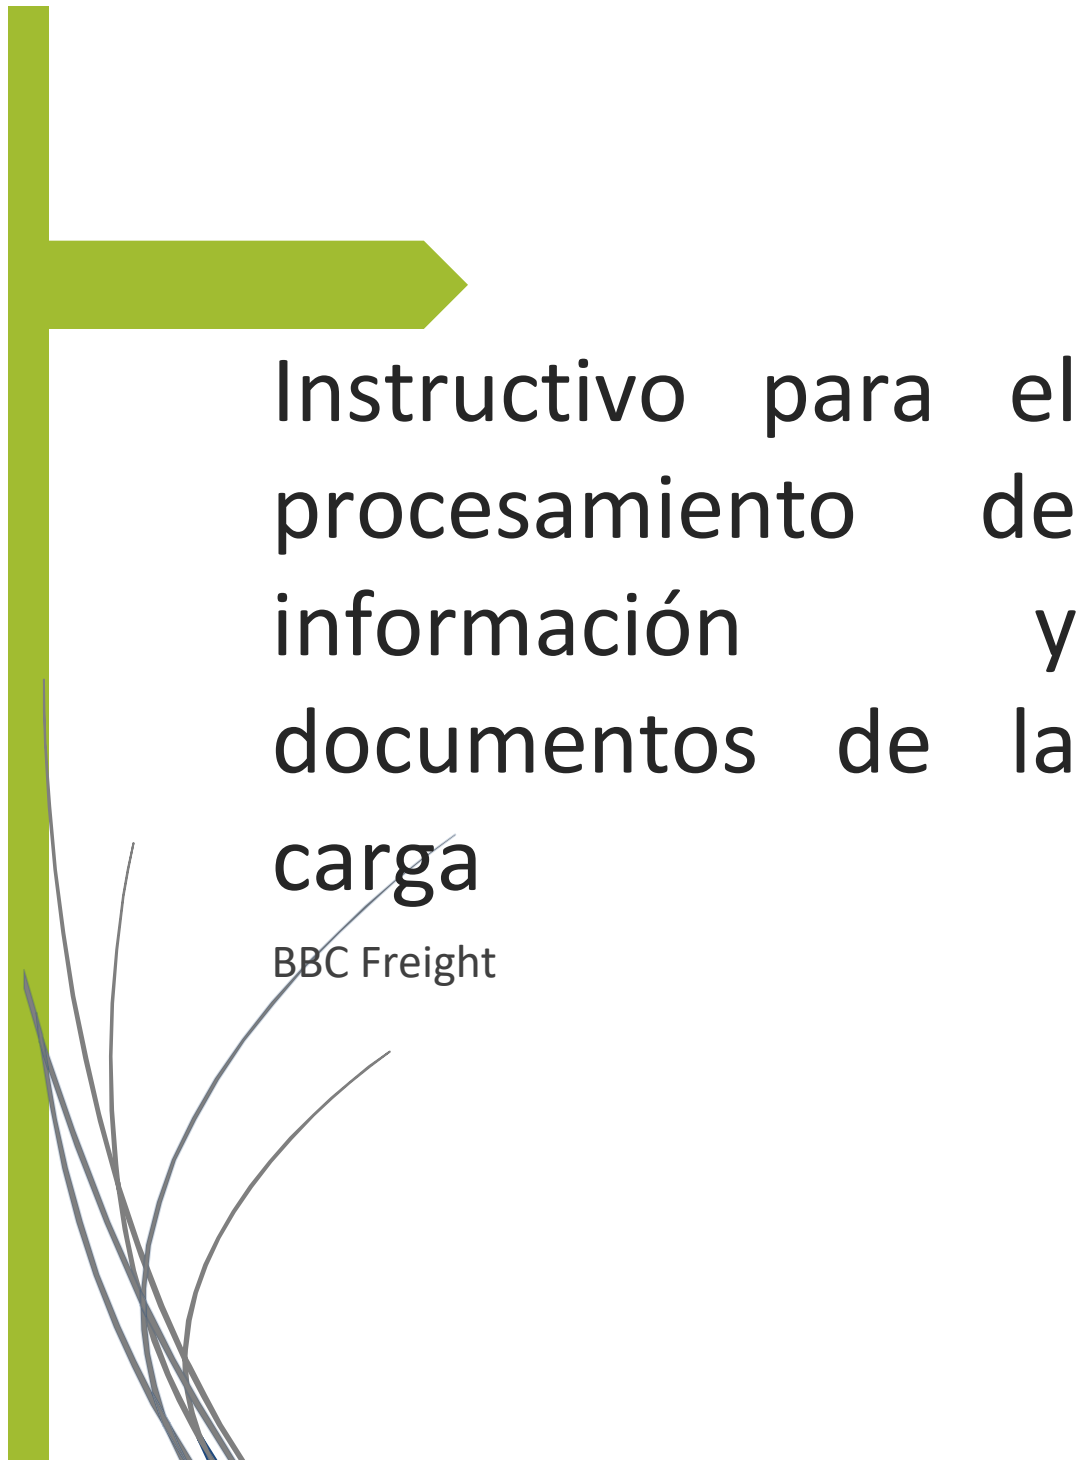 Instructivo para el
procesamiento de
información y
documentos de la
carga
BBC Freight